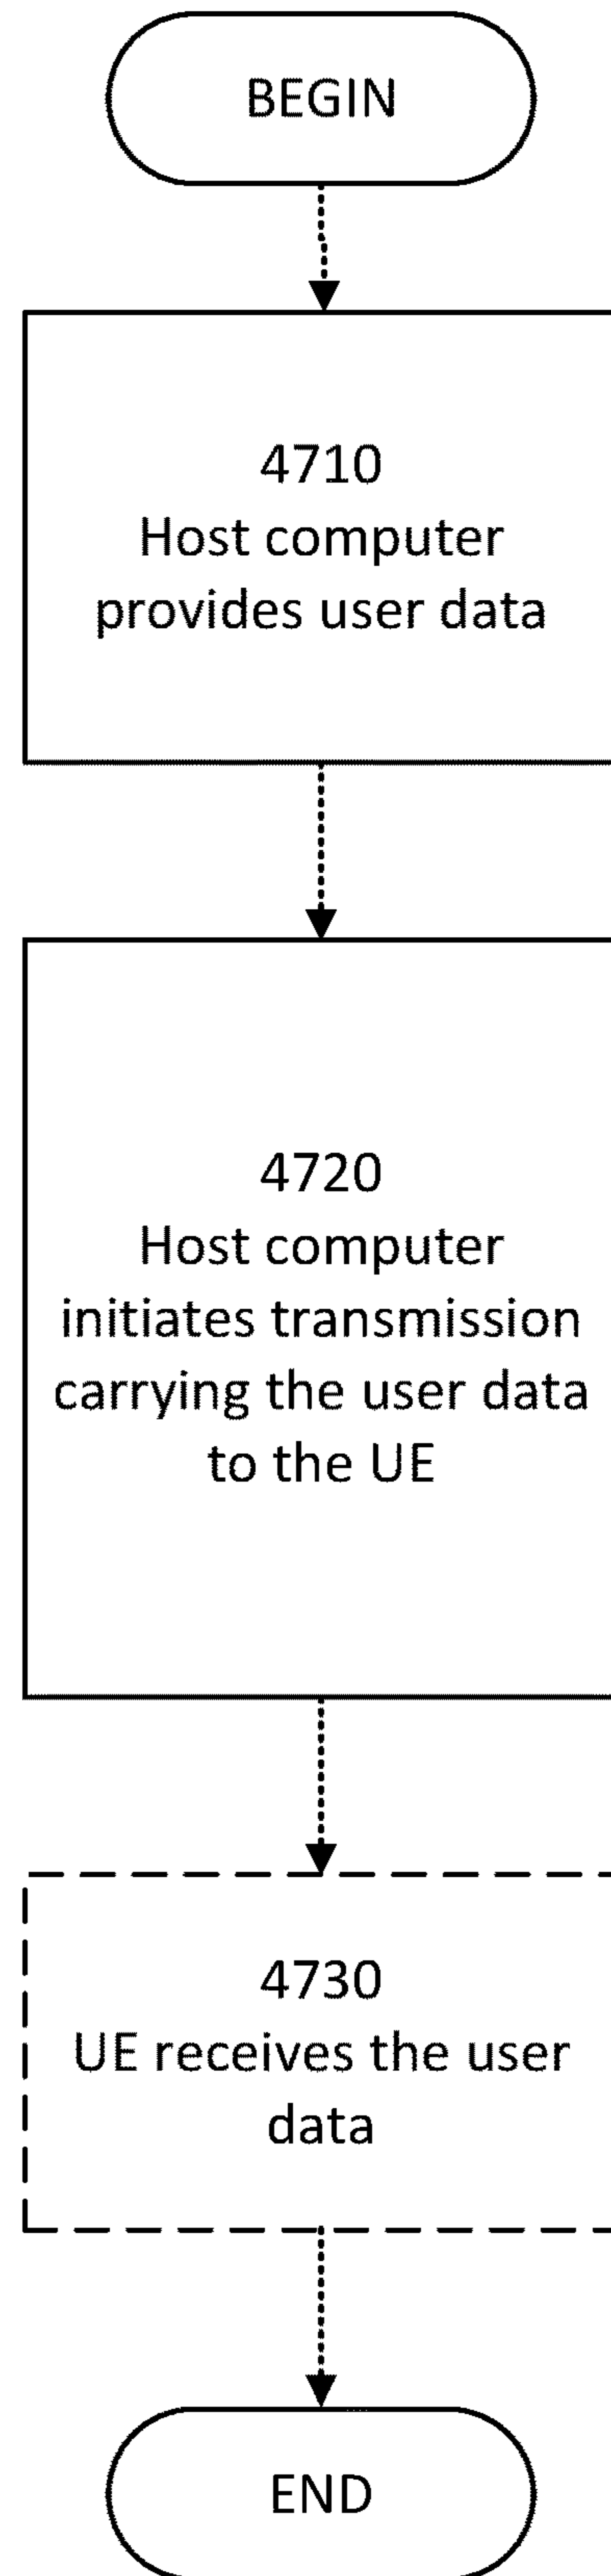 BEGIN
4710
Host computer
provides user data
4720
Host computer
initiates transmission
carrying the user data
to the UE
4730
UE receives the user
data
END